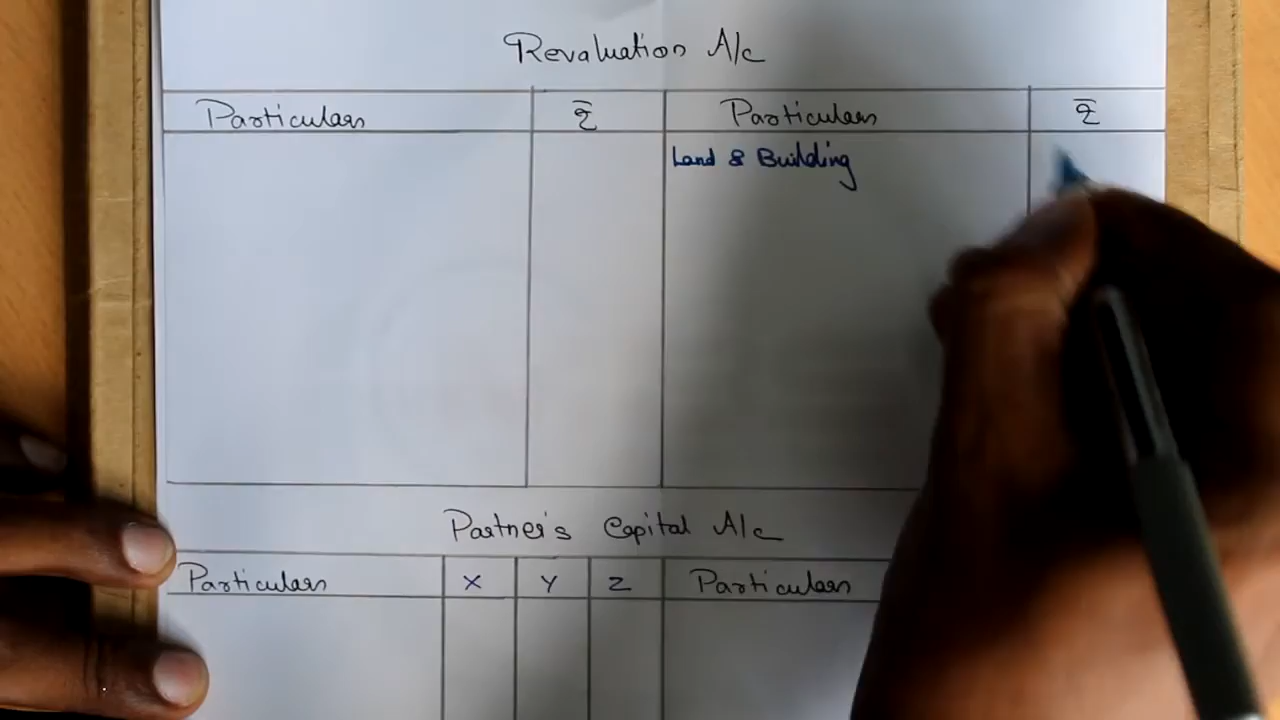 Revaluation A/c
Particulars ₹ Particulars ₹
Land & Building
Partner's Capital A/c
Particulars X Y Z Particulars